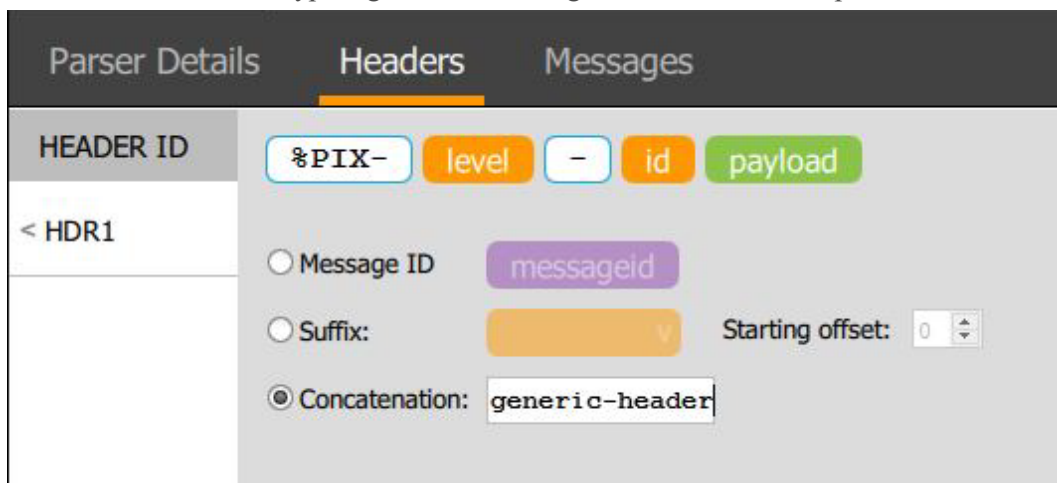 Parser Details Headers Messages
HEADER ID
%PIX- level - id payload
< HDR1
Message ID messageid
Suffix: v Starting offset: 0
Concatenation: generic-header